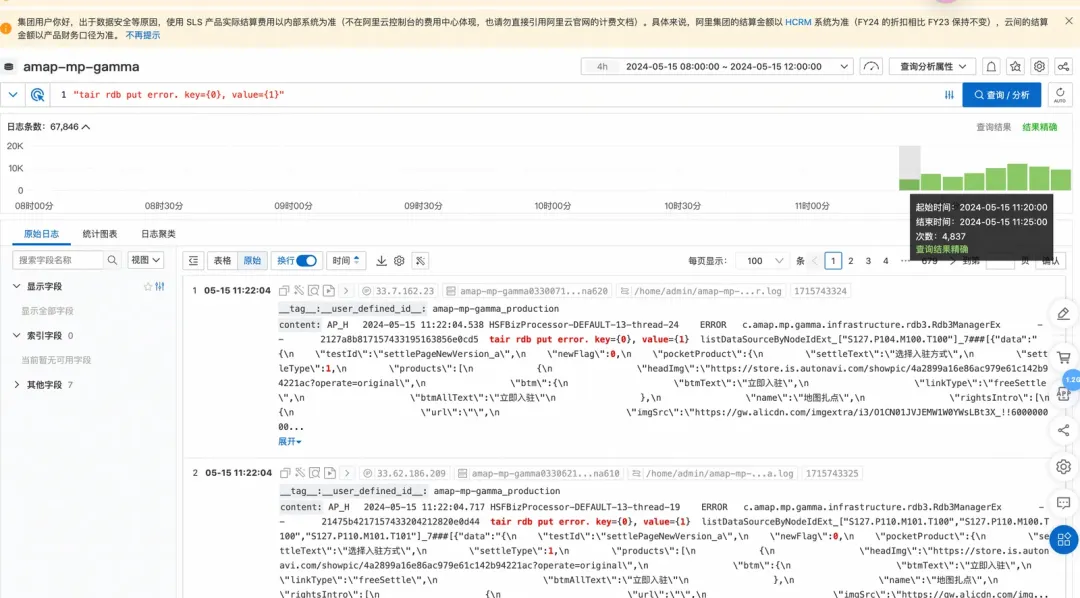 集团用户你好，出于数据安全等原因，使用 SLS 产品实际结算费用以内部系统为准（不在阿里云控制台的费用中心体现，也请勿直接引用阿里云官网的计费文档）。具体来说，阿里集团的结算金额以 HCRM 系统为准（FY24 的折扣相比 FY23 保持不变），云间的结算
金额以产品财务口径为准。 不再提示
amap-mp-gamma
4h 2024-05-15 08:00:00 ~ 2024-05-15 12:00:00
查询分析属性
1 "tair rdb put error. key={0}, value={1}"
查询 / 分析
AUTO
日志条数：67,846
查询结果 结果精确
20K
10K
0
08时00分 08时30分 09时00分 09时30分 10时00分 10时30分 11时00分
起始时间：2024-05-15 11:20:00
结束时间：2024-05-15 11:25:00
次数：4,837
查询结果精确
原始日志 统计图表 日志聚类
搜索字段名称 视图
表格 原始 换行 时间
每页显示： 100 条 1 2 3 4 ··· 679 到第 页 确认
显示字段
显示全部字段
索引字段 0
当前暂无可用字段
其他字段 7
1 05-15 11:22:04 33.7.162.23 amap-mp-gamma0330071...na620 /home/admin/amap-mp-...r.log 1715743324
__tag__:__user_defined_id__: amap-mp-gamma_production
content: AP_H 2024-05-15 11:22:04.538 HSFBizProcessor-DEFAULT-13-thread-24 ERROR c.amap.mp.gamma.infrastructure.rdb3.Rdb3ManagerEx -
- 2127a8b817157433195163856e0cd5 tair rdb put error. key={0}, value={1} listDataSourceByNodeIdExt_["S127.P104.M100.T100"]_7###[{"data":"
{\n \"testId\":\"settlePageNewVersion_a\",\n \"newFlag\":0,\n \"pocketProduct\":{\n \"settleText\":\"选择入驻方式\",\n \"sett
leType\":1,\n \"products\":[\n {\n \"headImg\":\"https://store.is.autonavi.com/showpic/4a2899a16e86ac979e61c142b9
4221ac?operate=original\",\n \"btm\":{\n \"btmText\":\"立即入驻\",\n \"linkType\":\"freeSettle
\",\n \"btmAllText\":\"立即入驻\"\n },\n \"name\":\"地图扎点\",\n \"rightsIntro\":[\n
{\n \"url\":\"\",\n \"imgSrc\":\"https://gw.alicdn.com/imgextra/i3/O1CN01JVJEMW1W0YWsLBt3X_!!60000000
00...
展开
2 05-15 11:22:04 33.62.186.209 amap-mp-gamma0330621...na610 /home/admin/amap-mp-...a.log 1715743325
__tag__:__user_defined_id__: amap-mp-gamma_production
content: AP_H 2024-05-15 11:22:04.717 HSFBizProcessor-DEFAULT-13-thread-19 ERROR c.amap.mp.gamma.infrastructure.rdb3.Rdb3ManagerEx -
- 21475b4217157433204212820e0d44 tair rdb put error. key={0}, value={1} listDataSourceByNodeIdExt_["S127.P110.M101.T100","S127.P110.M100.T
100","S127.P110.M101.T101"]_7###[{"data":"{\n \"testId\":\"settlePageNewVersion_a\",\n \"newFlag\":0,\n \"pocketProduct\":{\n \"se
ttleText\":\"选择入驻方式\",\n \"settleType\":1,\n \"products\":[\n {\n \"headImg\":\"https://store.is.auton
avi.com/showpic/4a2899a16e86ac979e61c142b94221ac?operate=original\",\n \"btm\":{\n \"btmText\":\"立即入驻\",\n
\"linkType\":\"freeSettle\",\n \"btmAllText\":\"立即入驻\"\n },\n \"name\":\"地图扎点\",\n
\"rightsIntro\":[\n {\n \"url\":\"\",\n \"imgSrc\":\"https://gw.alicdn.com/img...
1.20
APP